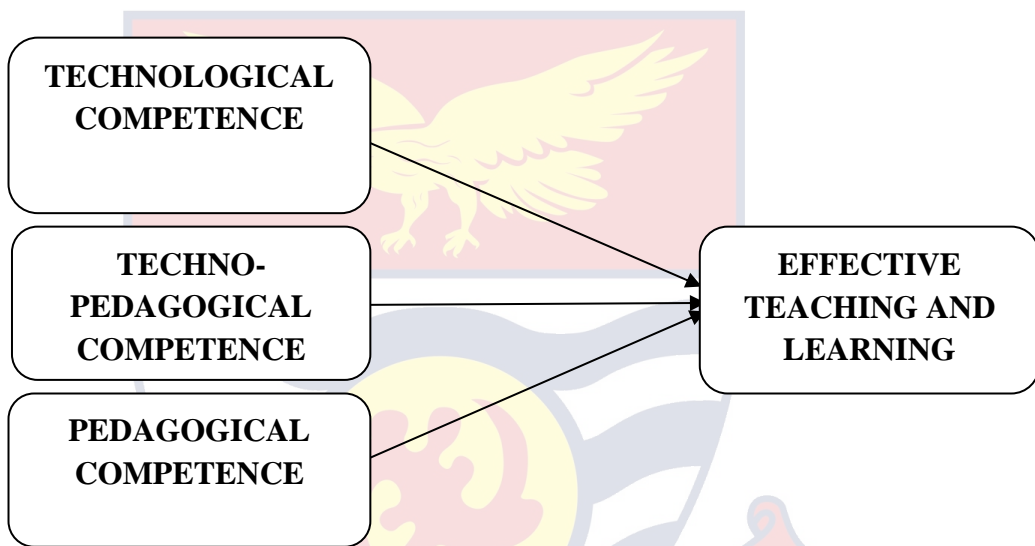 TECHNOLOGICAL
COMPETENCE
TECHNO-
PEDAGOGICAL
COMPETENCE
PEDAGOGICAL
COMPETENCE
EFFECTIVE
TEACHING AND
LEARNING